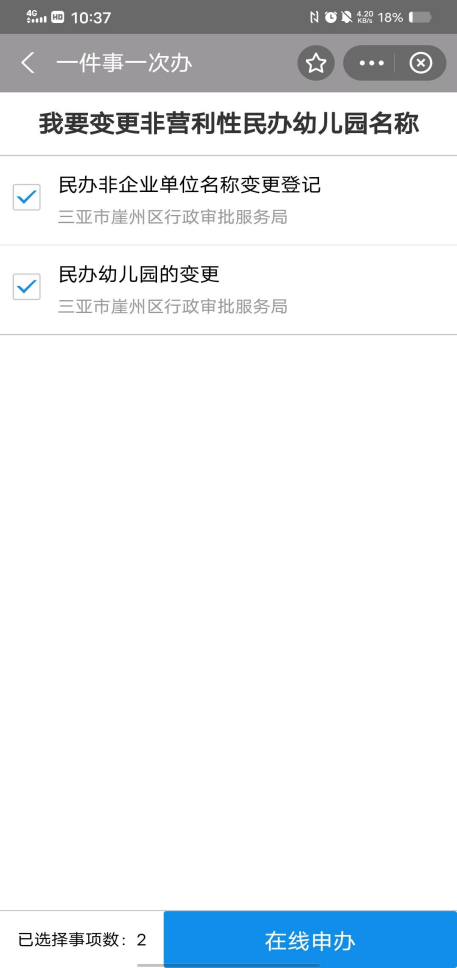 4G HD 10:37 4.20 KB/s 18%
一件事一次办
我要变更非营利性民办幼儿园名称
民办非企业单位名称变更登记
三亚市崖州区行政审批服务局
民办幼儿园的变更
三亚市崖州区行政审批服务局
已选择事项数：2 在线申办